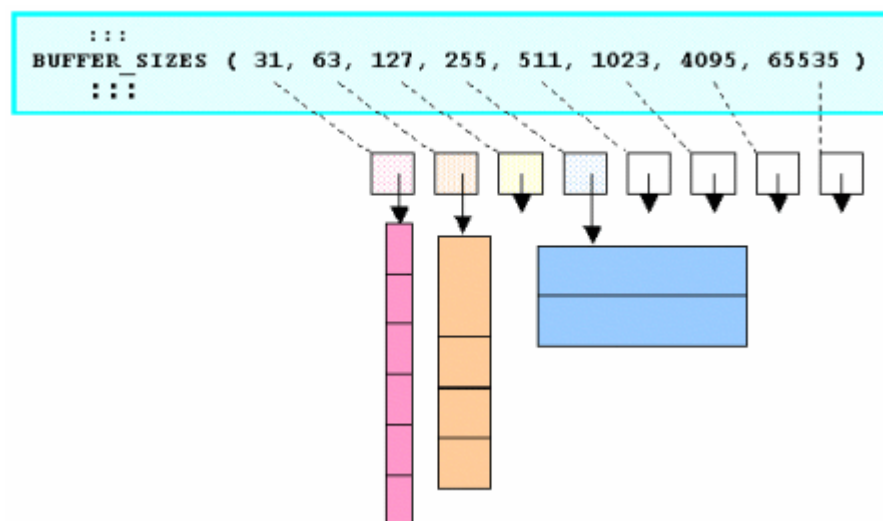 :::
BUFFER_SIZES ( 31, 63, 127, 255, 511, 1023, 4095, 65535 )
:::